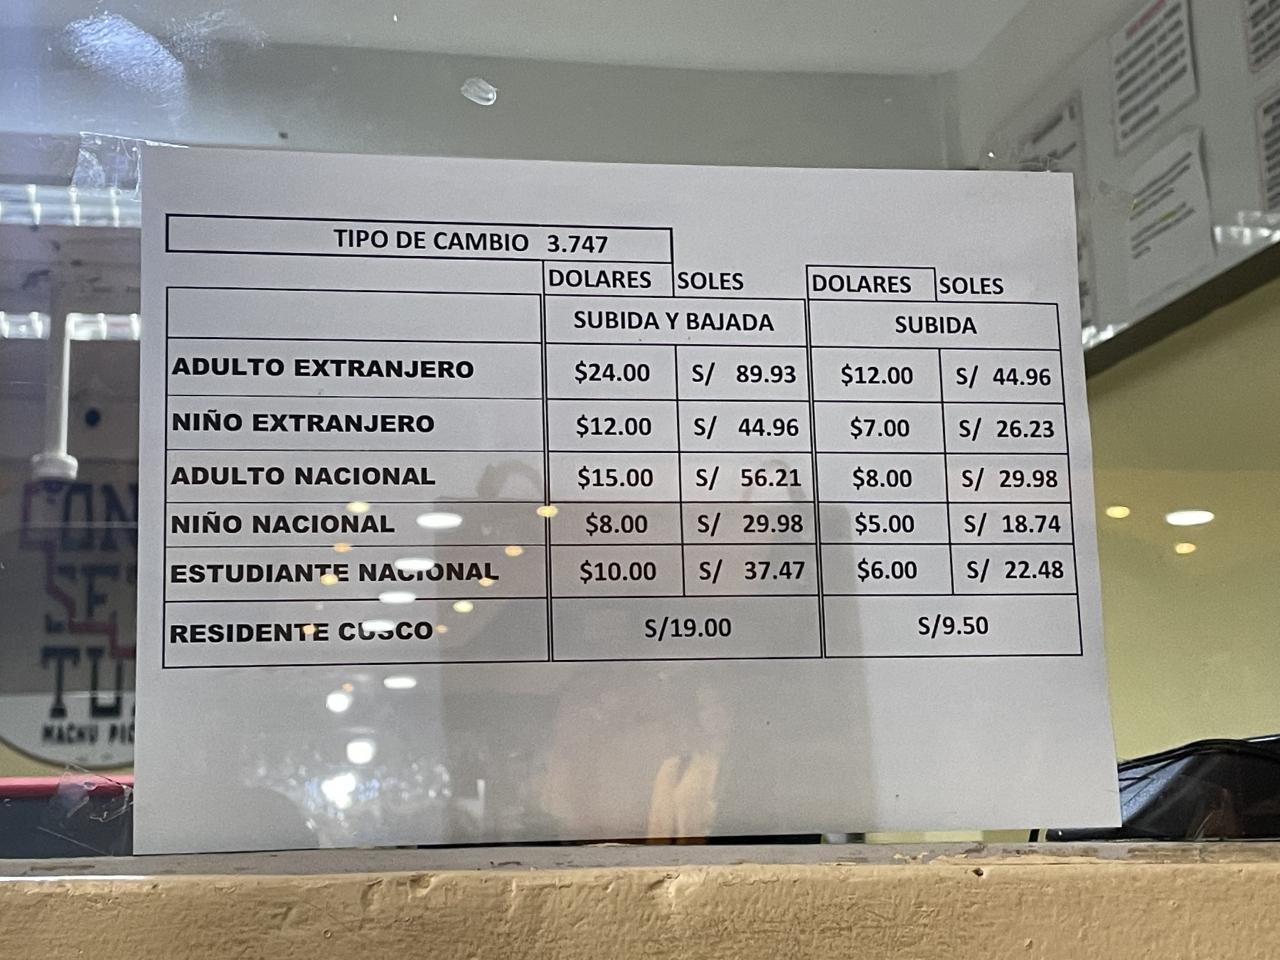 TIPO DE CAMBIO 3.747
DOLARES SOLES DOLARES SOLES
SUBIDA Y BAJADA SUBIDA
ADULTO EXTRANJERO $24.00 S/ 89.93 $12.00 S/ 44.96
NIÑO EXTRANJERO $12.00 S/ 44.96 $7.00 S/ 26.23
ADULTO NACIONAL $15.00 S/ 56.21 $8.00 S/ 29.98
NIÑO NACIONAL $8.00 S/ 29.98 $5.00 S/ 18.74
ESTUDIANTE NACIONAL $10.00 S/ 37.47 $6.00 S/ 22.48
RESIDENTE CUSCO S/19.00 S/9.50
MACHU